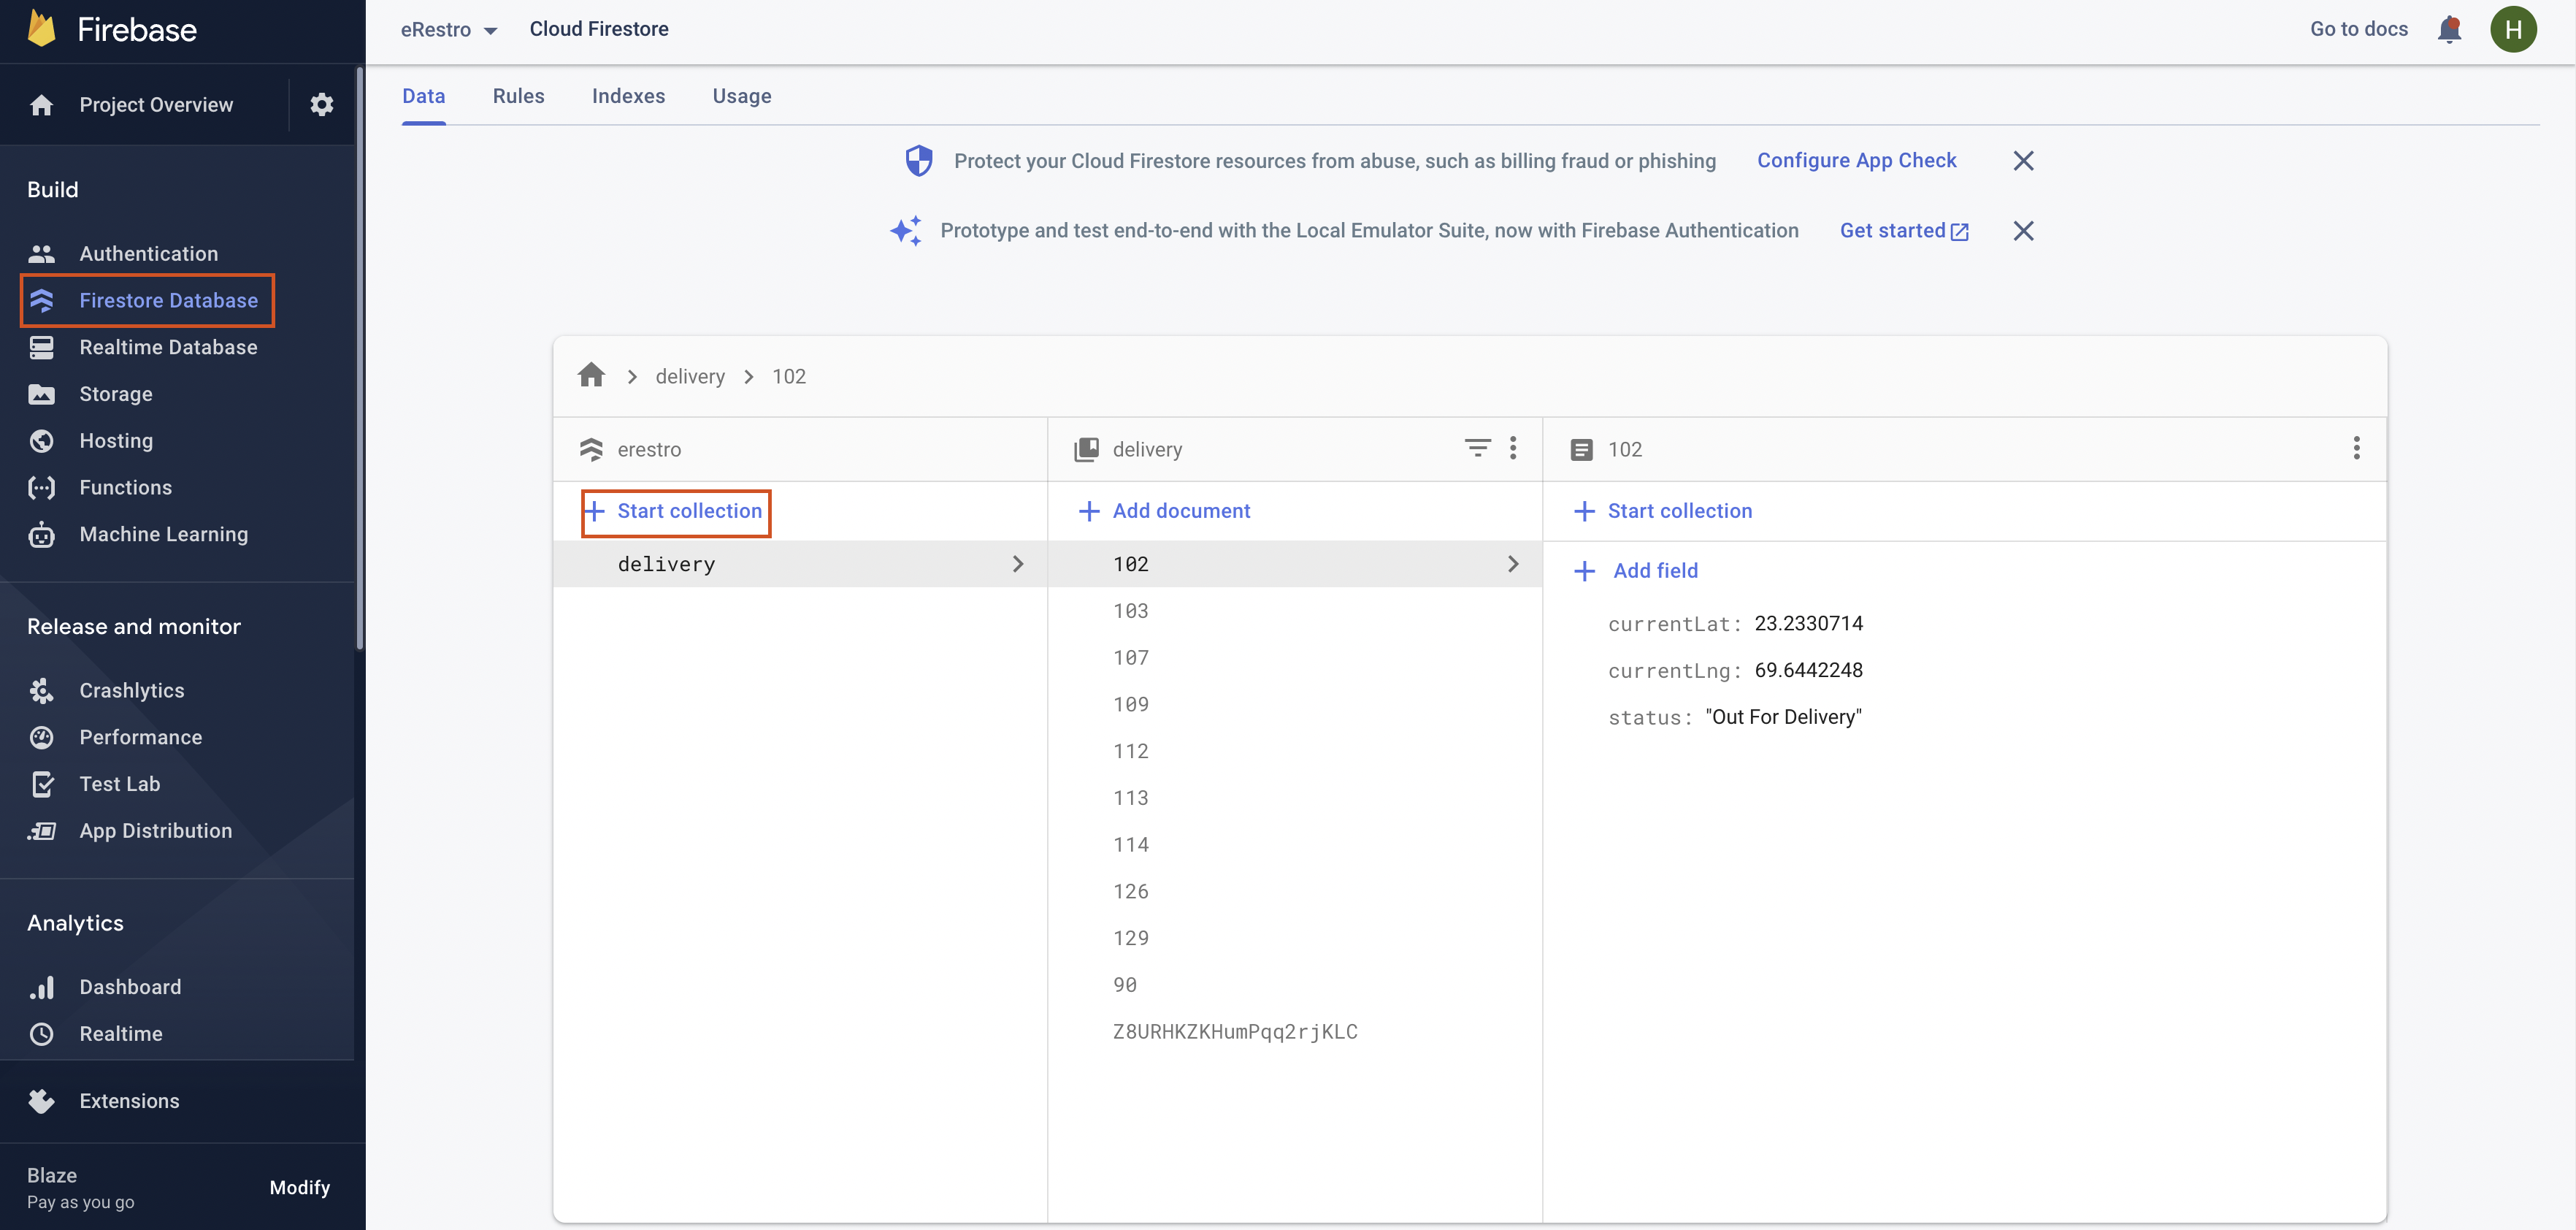 Firebase
Project Overview
Build
Authentication
Firestore Database
Realtime Database
Storage
Hosting
Functions
Machine Learning
Release and monitor
Crashlytics
Performance
Test Lab
App Distribution
Analytics
Dashboard
Realtime
Extensions
Blaze
Pay as you go
Modify
eRestro
Cloud Firestore
Go to docs
H
Data Rules Indexes Usage
Protect your Cloud Firestore resources from abuse, such as billing fraud or phishing Configure App Check
Prototype and test end-to-end with the Local Emulator Suite, now with Firebase Authentication Get started
delivery 102
erestro
Start collection
delivery
delivery
Add document
102
103
107
109
112
113
114
126
129
90
Z8URHKZKHumPqq2rjKLC
102
Start collection
Add field
currentLat: 23.2330714
currentLng: 69.6442248
status: "Out For Delivery"